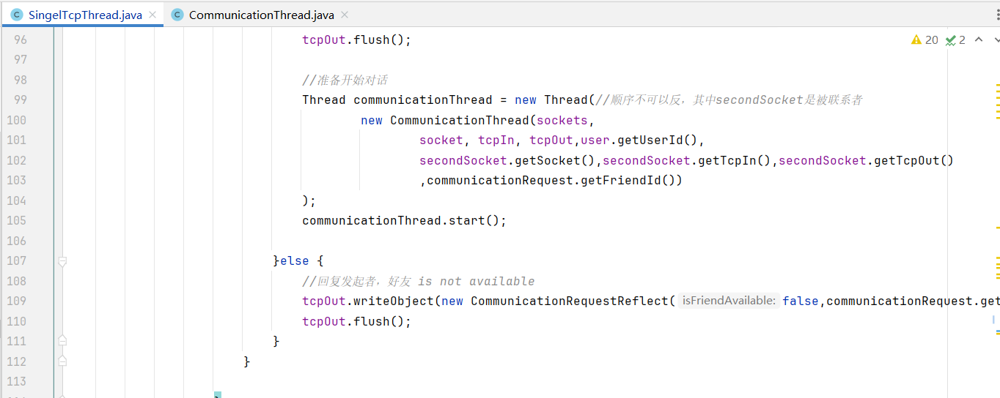 SingelTcpThread.java CommunicationThread.java
96 tcpOut.flush(); 20 2
97
98 //准备开始对话
99 Thread communicationThread = new Thread(//顺序不可以反，其中secondSocket是被联系者
100 new CommunicationThread(sockets,
101 socket, tcpIn, tcpOut,user.getUserId(),
102 secondSocket.getSocket(),secondSocket.getTcpIn(),secondSocket.getTcpOut()
103 ,communicationRequest.getFriendId())
104 );
105 communicationThread.start();
106
107 }else {
108 //回复发起者，好友 is not available
109 tcpOut.writeObject(new CommunicationRequestReflect( isFriendAvailable: false,communicationRequest.get
110 tcpOut.flush();
111 }
112 }
113